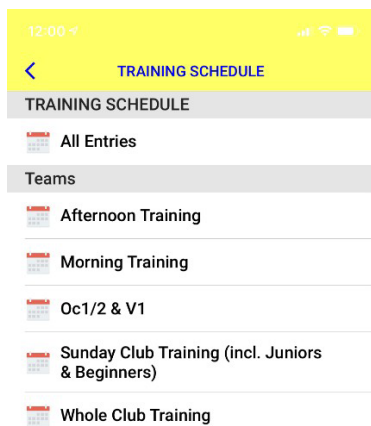 12:00
TRAINING SCHEDULE
TRAINING SCHEDULE
All Entries
Teams
Afternoon Training
Morning Training
Oc1/2 & V1
Sunday Club Training (incl. Juniors
& Beginners)
Whole Club Training